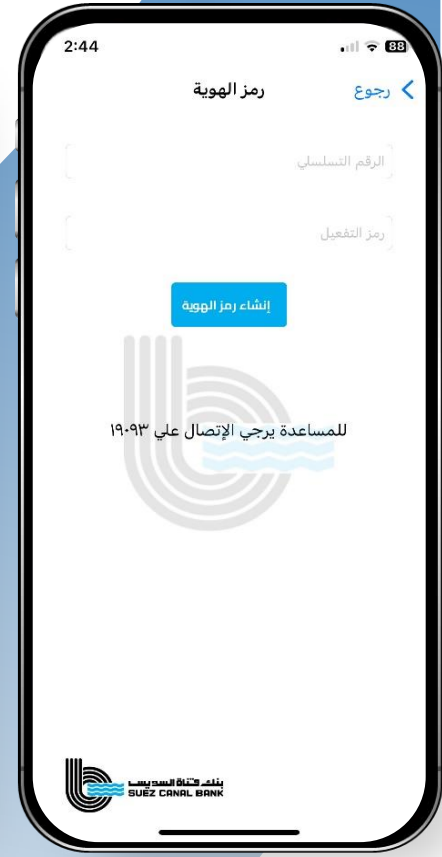 2:44
88
رجوع
رمز الهوية
الرقم التسلسلي
رمز التفعيل
إنشاء رمز الهوية
للمساعدة يرجي الإتصال علي ١٩٠٩٣
بنك قناة السويس
SUEZ CANAL BANK